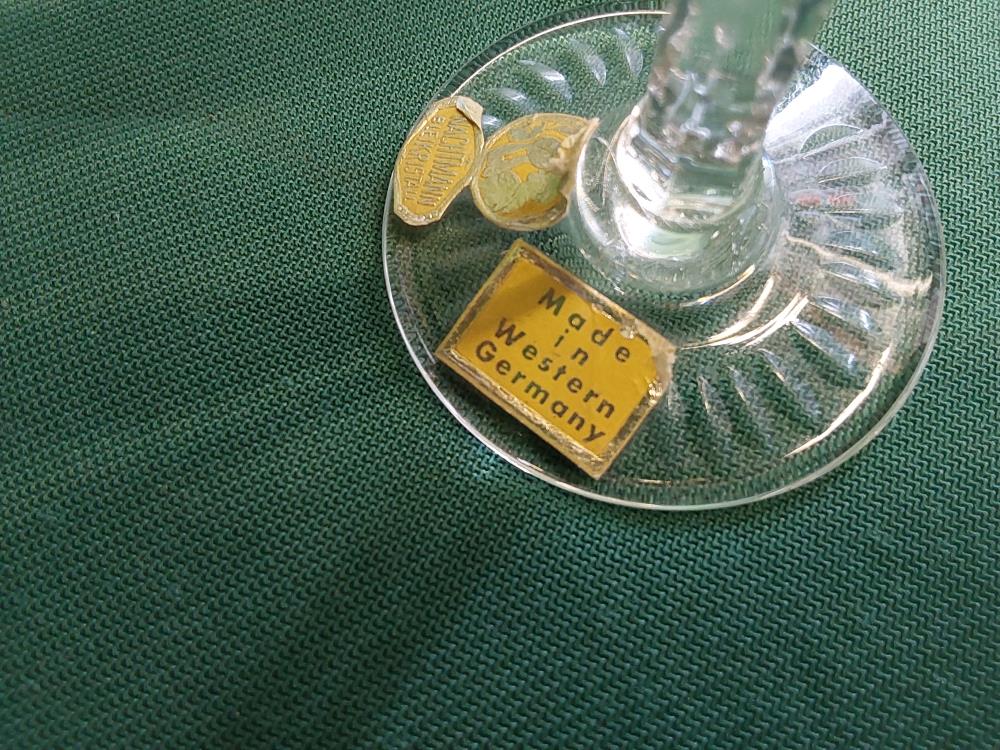 NACHTMANN
BLEIKRISTALL
Made
in
Western
Germany